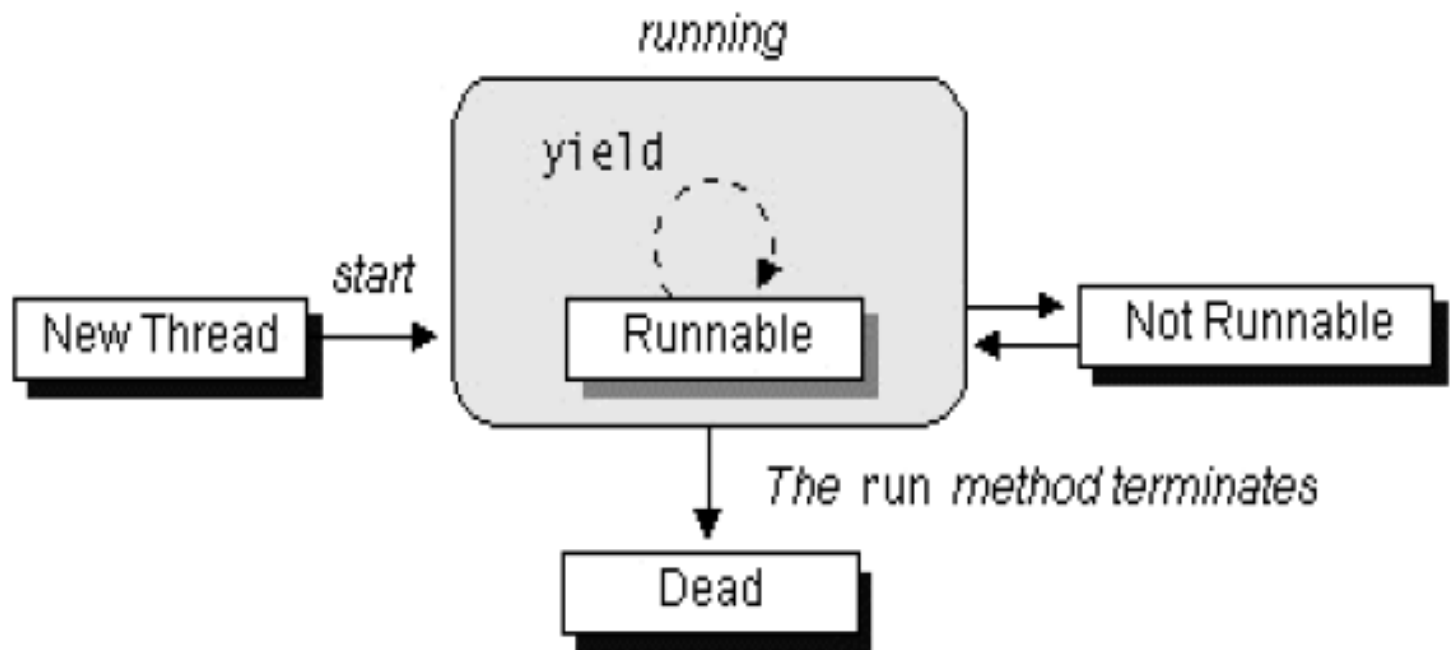 running
yield
start
New Thread
Runnable
Not Runnable
The run method terminates
Dead